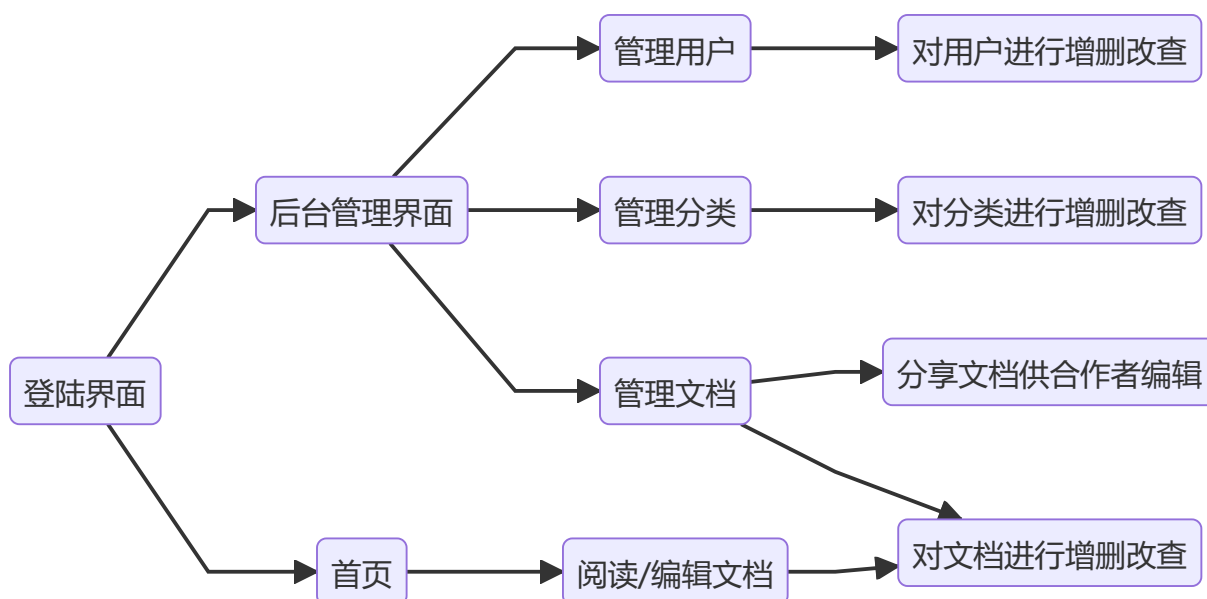 管理用户
对用户进行增删改查
后台管理界面
管理分类
对分类进行增删改查
登陆界面
管理文档
分享文档供合作者编辑
首页
阅读/编辑文档
对文档进行增删改查